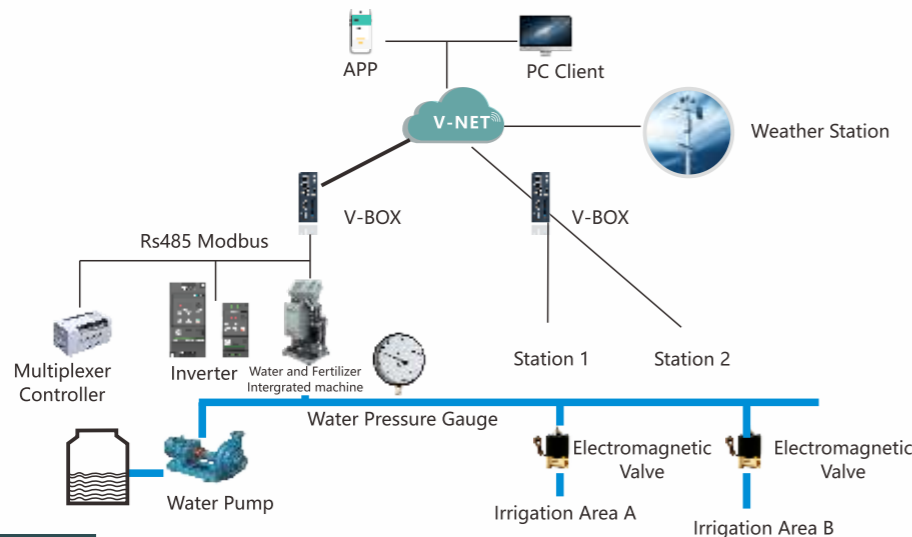 APP
PC Client
V-NET
Weather Station
V-BOX
V-BOX
Rs485 Modbus
Multiplexer
Controller
Inverter
Water and Fertilizer
Intergrated machine
Station 1
Station 2
Water Pressure Gauge
Electromagnetic
Valve
Electromagnetic
Valve
Water Pump
Irrigation Area A
Irrigation Area B